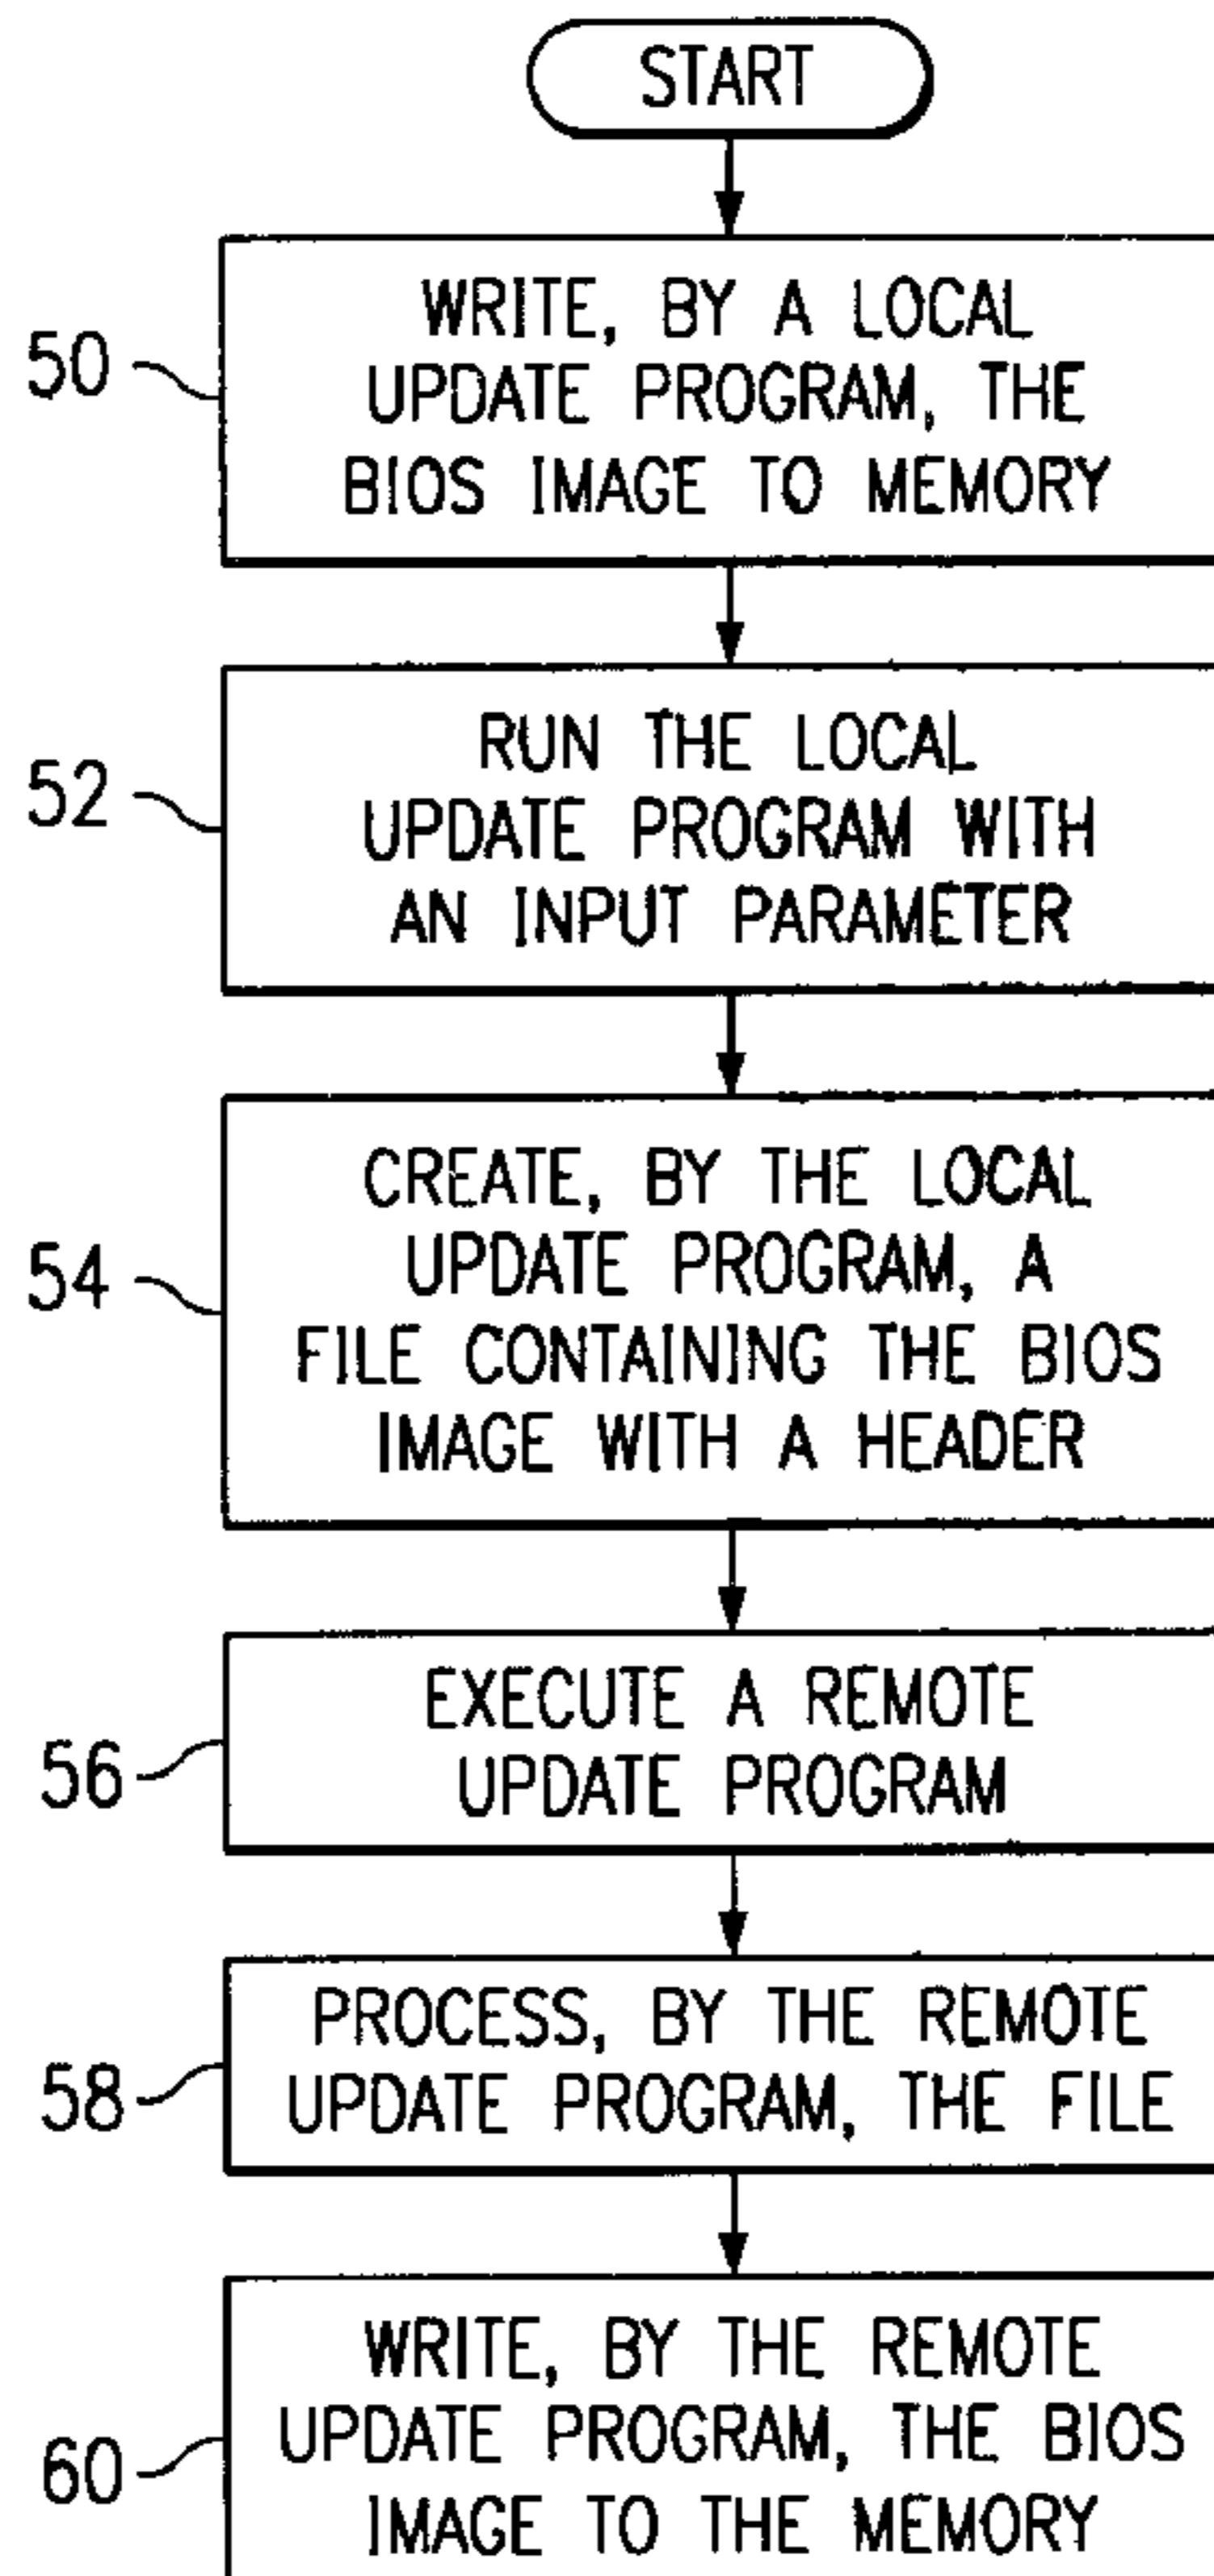 START
50
WRITE, BY A LOCAL
UPDATE PROGRAM, THE
BIOS IMAGE TO MEMORY
52
RUN THE LOCAL
UPDATE PROGRAM WITH
AN INPUT PARAMETER
54
CREATE, BY THE LOCAL
UPDATE PROGRAM, A
FILE CONTAINING THE BIOS
IMAGE WITH A HEADER
56
EXECUTE A REMOTE
UPDATE PROGRAM
58
PROCESS, BY THE REMOTE
UPDATE PROGRAM, THE FILE
60
WRITE, BY THE REMOTE
UPDATE PROGRAM, THE BIOS
IMAGE TO THE MEMORY